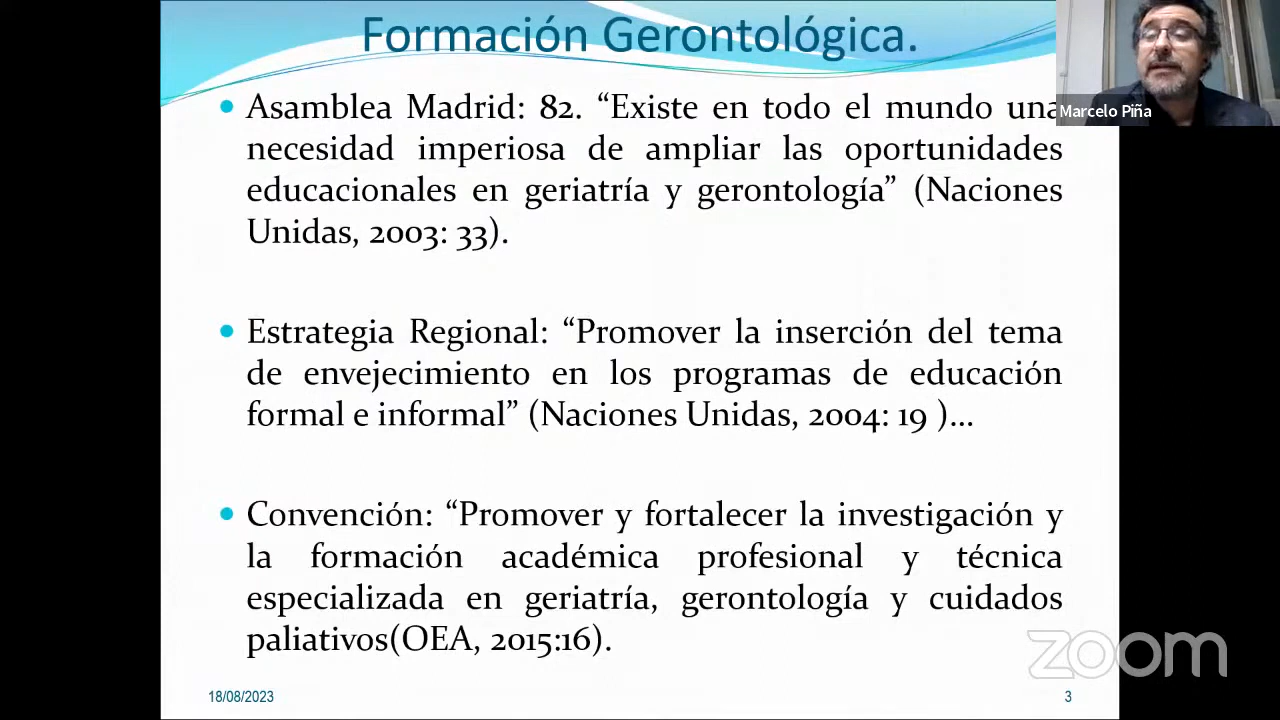 Formación Gerontológica.
Marcelo Piña
• Asamblea Madrid: 82. “Existe en todo el mundo una
necesidad imperiosa de ampliar las oportunidades
educacionales en geriatría y gerontología” (Naciones
Unidas, 2003: 33).
• Estrategia Regional: “Promover la inserción del tema
de envejecimiento en los programas de educación
formal e informal” (Naciones Unidas, 2004: 19 )...
• Convención: “Promover y fortalecer la investigación y
la formación académica profesional y técnica
especializada en geriatría, gerontología y cuidados
paliativos(OEA, 2015:16).
zoom
18/08/2023
3